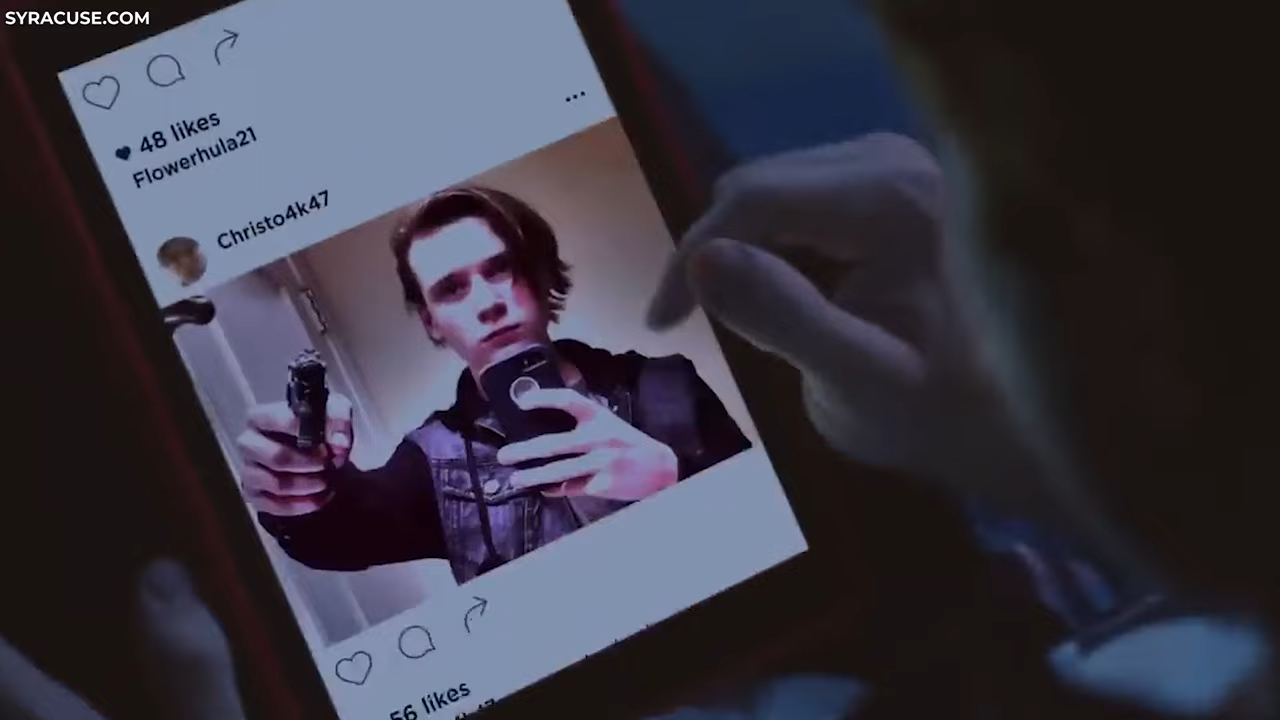 SYRACUSE.COM
48 likes
Flowerhula21
Christo4k47
56 likes